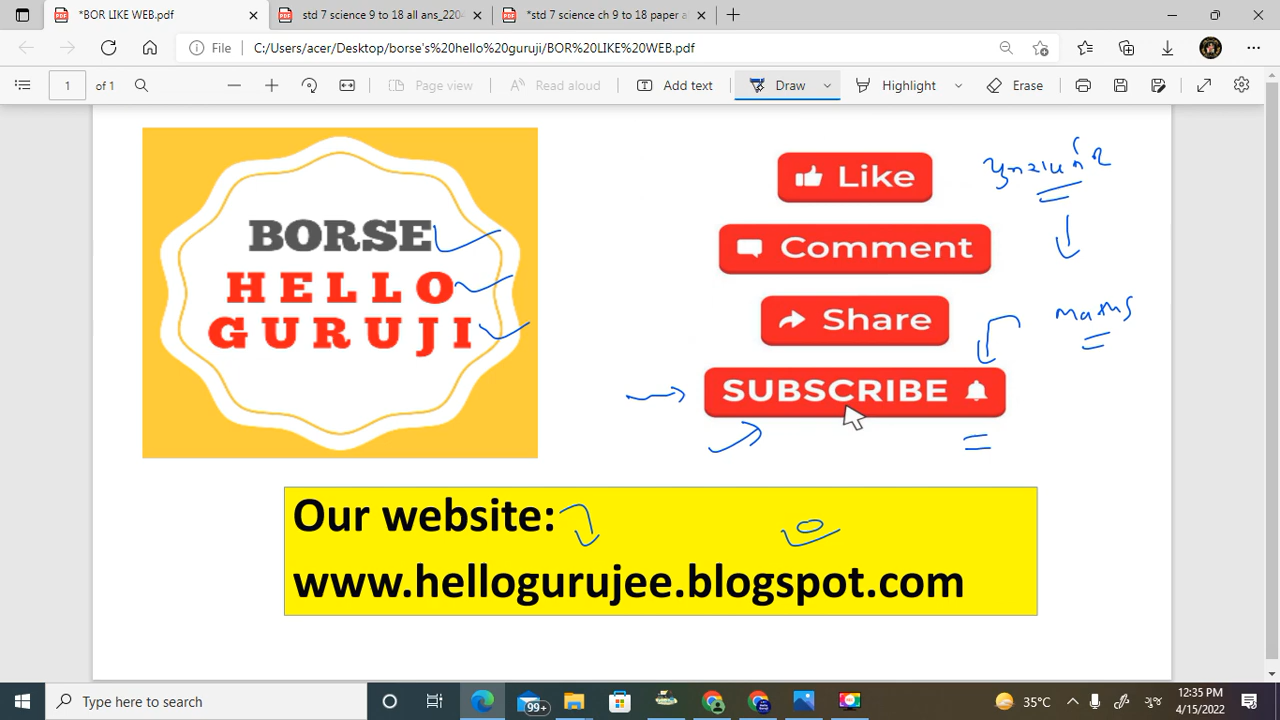 *BOR LIKE WEB.pdf
std 7 science 9 to 18 all ans_2204
*std 7 science ch 9 to 18 paper a
File
C:/Users/acer/Desktop/borse's%20hello%20guruji/BOR%20LIKE%20WEB.pdf
1 of 1
Page view
Read aloud
Add text
Draw
Highlight
Erase
BORSE
HELLO
GURUJI
Like
Comment
Share
maths
SUBSCRIBE
Our website:
www.hellogurujee.blogspot.com
Type here to search
99+
35°C
12:35 PM
4/15/2022